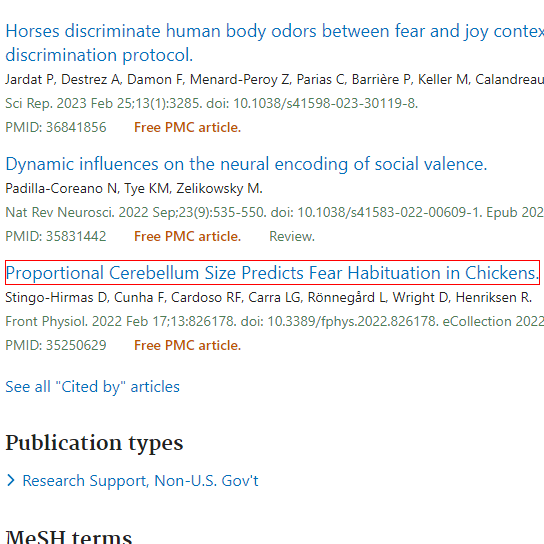 Horses discriminate human body odors between fear and joy contex
discrimination protocol.
Jardat P, Destrez A, Damon F, Menard-Peroy Z, Parias C, Barrière P, Keller M, Calandreau
Sci Rep. 2023 Feb 25;13(1):3285. doi: 10.1038/s41598-023-30119-8.
PMID: 36841856 Free PMC article.
Dynamic influences on the neural encoding of social valence.
Padilla-Coreano N, Tye KM, Zelikowsky M.
Nat Rev Neurosci. 2022 Sep;23(9):535-550. doi: 10.1038/s41583-022-00609-1. Epub 202
PMID: 35831442 Free PMC article. Review.
Proportional Cerebellum Size Predicts Fear Habituation in Chickens.
Stingo-Hirmas D, Cunha F, Cardoso RF, Carra LG, Rönnegård L, Wright D, Henriksen R.
Front Physiol. 2022 Feb 17;13:826178. doi: 10.3389/fphys.2022.826178. eCollection 2022
PMID: 35250629 Free PMC article.
See all "Cited by" articles
Publication types
Research Support, Non-U.S. Gov't
MeSH terms